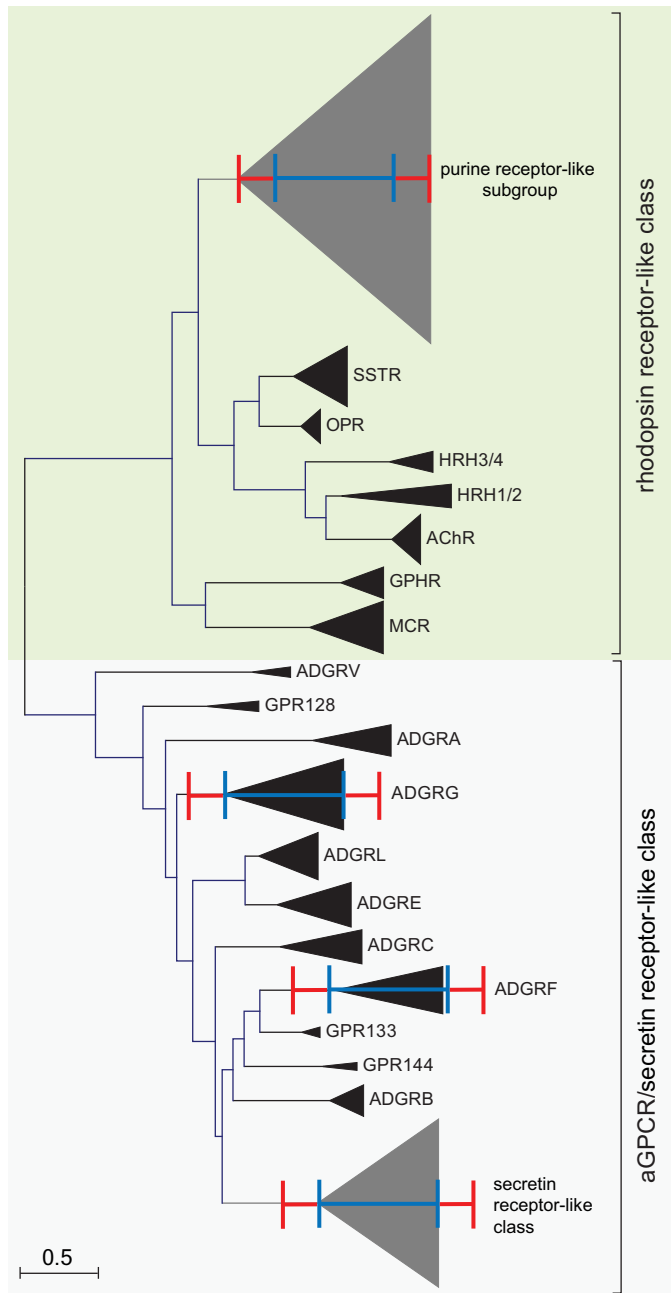 purine receptor-like
subgroup
rhodopsin receptor-like class
SSTR
OPR
HRH3/4
HRH1/2
AChR
GPHR
MCR
ADGRV
GPR128
ADGRA
ADGRG
ADGRL
ADGRE
ADGRC
ADGRF
GPR133
GPR144
ADGRB
secretin
receptor-like
class
aGPCR/secretin receptor-like class
0.5